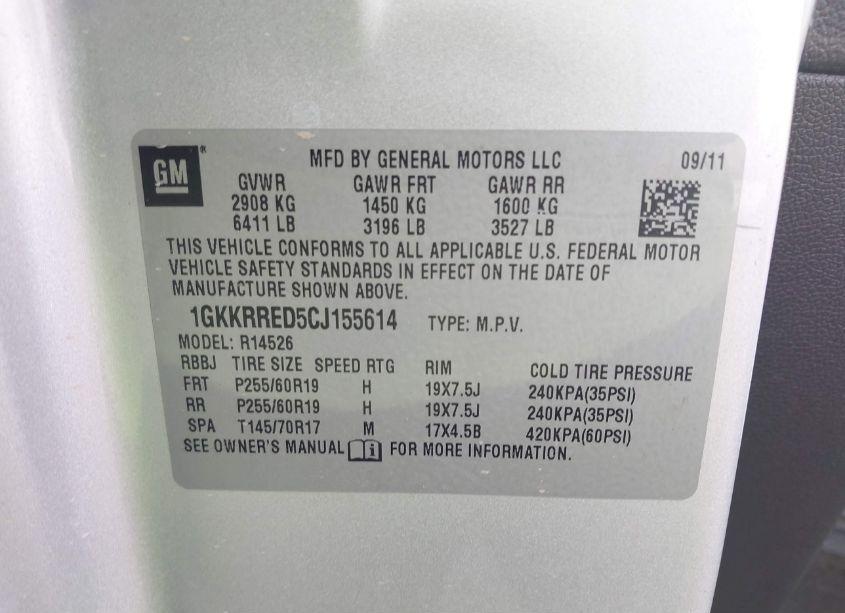 GM® MFD BY GENERAL MOTORS LLC 09/11
GVWR GAWR FRT GAWR RR
2908 KG 1450 KG 1600 KG
6411 LB 3196 LB 3527 LB
THIS VEHICLE CONFORMS TO ALL APPLICABLE U.S. FEDERAL MOTOR
VEHICLE SAFETY STANDARDS IN EFFECT ON THE DATE OF
MANUFACTURE SHOWN ABOVE.
1GKKRRED5CJ155614 TYPE: M.P.V.
MODEL: R14526
RBBJ TIRE SIZE SPEED RTG RIM COLD TIRE PRESSURE
FRT P255/60R19 H 19X7.5J 240KPA(35PSI)
RR P255/60R19 H 19X7.5J 240KPA(35PSI)
SPA T145/70R17 M 17X4.5B 420KPA(60PSI)
SEE OWNER'S MANUAL i FOR MORE INFORMATION.